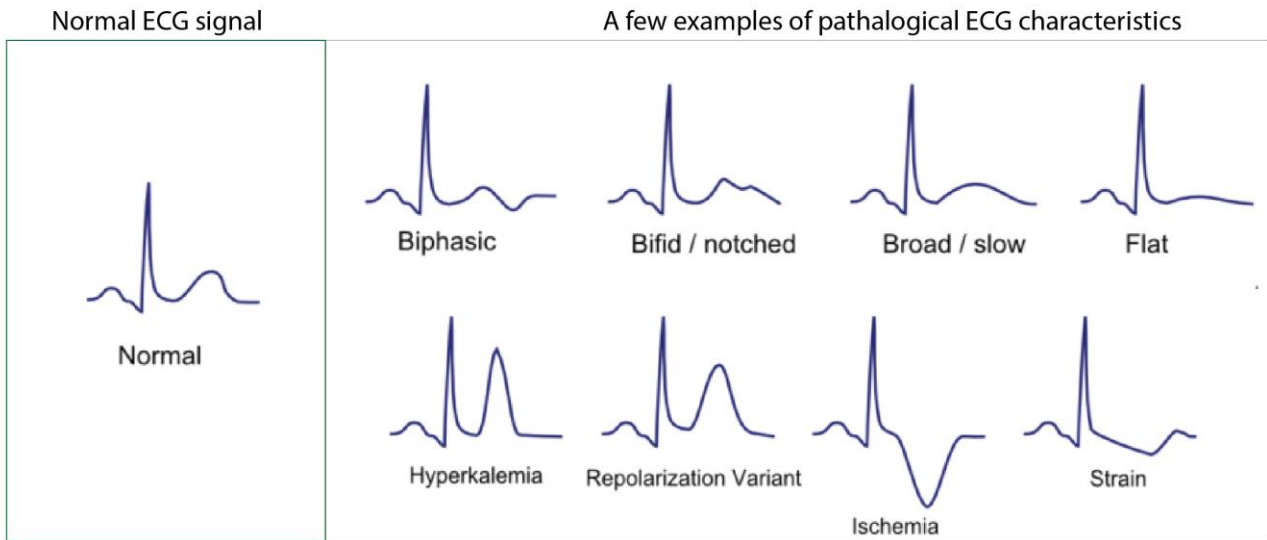 Normal ECG signal
A few examples of pathalogical ECG characteristics
Normal
Biphasic
Bifid / notched
Broad / slow
Flat
Hyperkalemia
Repolarization Variant
Ischemia
Strain